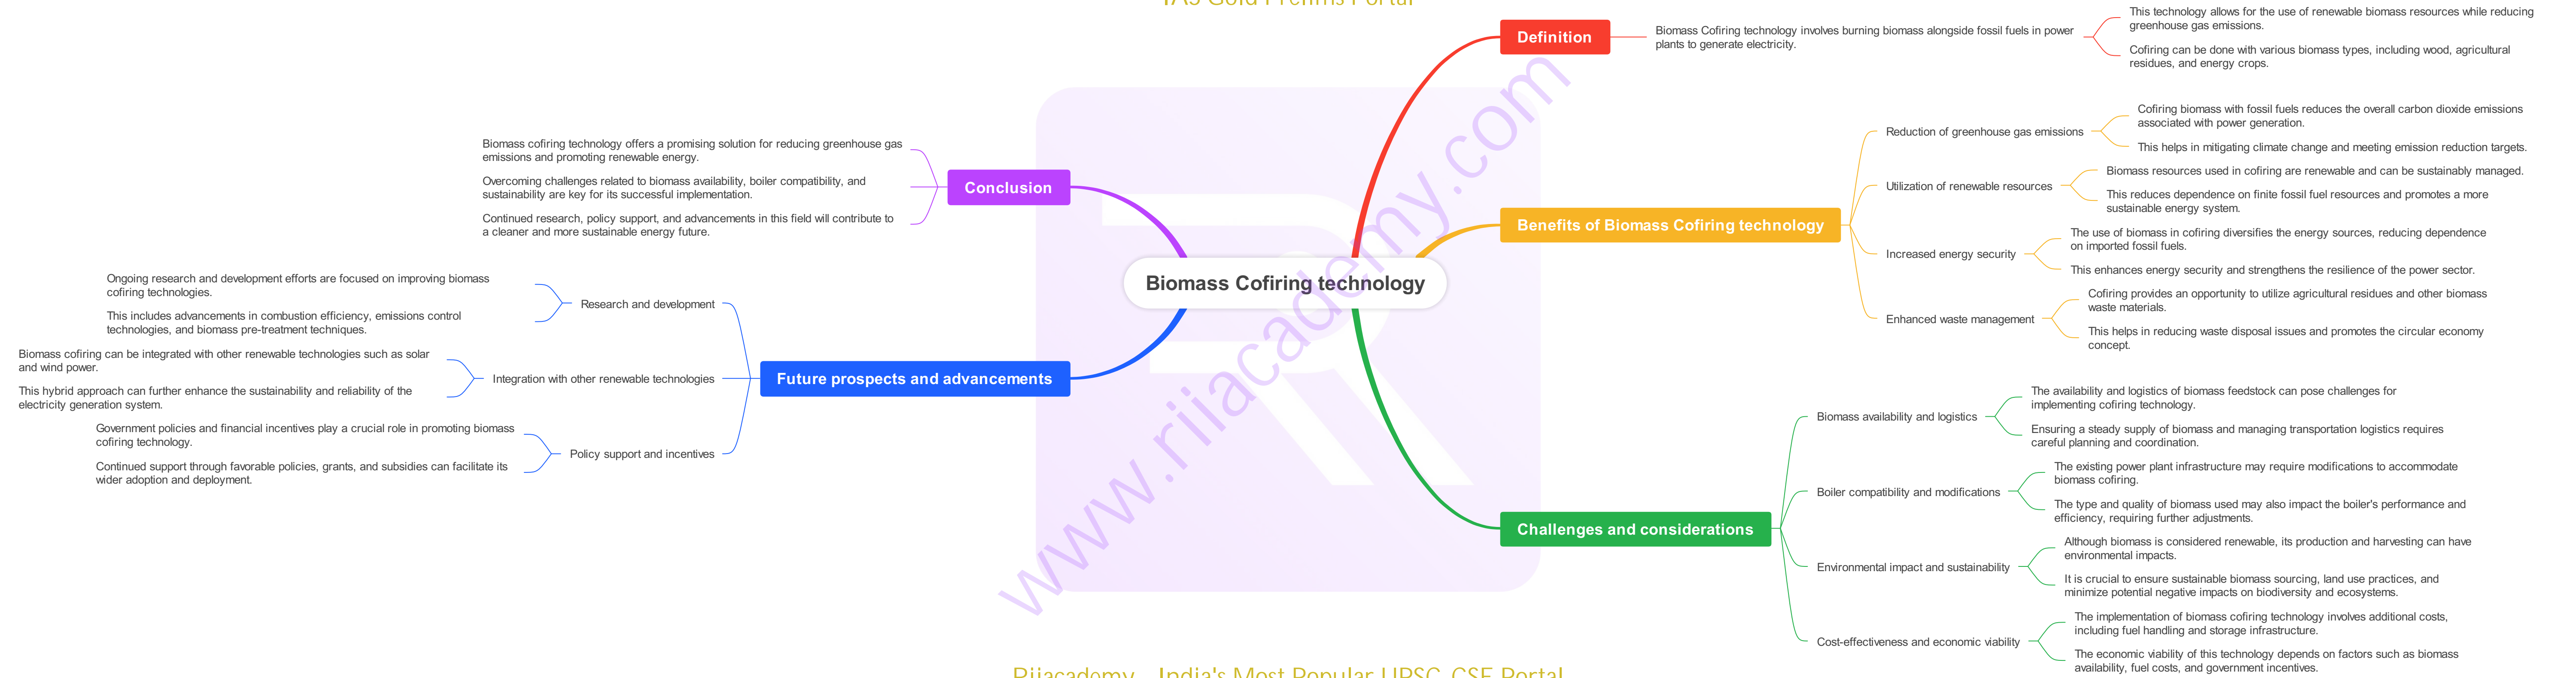 IAS Gold Prelims Portal
Biomass Cofiring technology
Definition
Biomass Cofiring technology involves burning biomass alongside fossil fuels in power
plants to generate electricity.
This technology allows for the use of renewable biomass resources while reducing
greenhouse gas emissions.
Cofiring can be done with various biomass types, including wood, agricultural
residues, and energy crops.
Benefits of Biomass Cofiring technology
Reduction of greenhouse gas emissions
Cofiring biomass with fossil fuels reduces the overall carbon dioxide emissions
associated with power generation.
This helps in mitigating climate change and meeting emission reduction targets.
Utilization of renewable resources
Biomass resources used in cofiring are renewable and can be sustainably managed.
This reduces dependence on finite fossil fuel resources and promotes a more
sustainable energy system.
Increased energy security
The use of biomass in cofiring diversifies the energy sources, reducing dependence
on imported fossil fuels.
This enhances energy security and strengthens the resilience of the power sector.
Enhanced waste management
Cofiring provides an opportunity to utilize agricultural residues and other biomass
waste materials.
This helps in reducing waste disposal issues and promotes the circular economy
concept.
Challenges and considerations
Biomass availability and logistics
The availability and logistics of biomass feedstock can pose challenges for
implementing cofiring technology.
Ensuring a steady supply of biomass and managing transportation logistics requires
careful planning and coordination.
Boiler compatibility and modifications
The existing power plant infrastructure may require modifications to accommodate
biomass cofiring.
The type and quality of biomass used may also impact the boiler's performance and
efficiency, requiring further adjustments.
Environmental impact and sustainability
Although biomass is considered renewable, its production and harvesting can have
environmental impacts.
It is crucial to ensure sustainable biomass sourcing, land use practices, and
minimize potential negative impacts on biodiversity and ecosystems.
Cost-effectiveness and economic viability
The implementation of biomass cofiring technology involves additional costs,
including fuel handling and storage infrastructure.
The economic viability of this technology depends on factors such as biomass
availability, fuel costs, and government incentives.
Future prospects and advancements
Research and development
Ongoing research and development efforts are focused on improving biomass
cofiring technologies.
This includes advancements in combustion efficiency, emissions control
technologies, and biomass pre-treatment techniques.
Integration with other renewable technologies
Biomass cofiring can be integrated with other renewable technologies such as solar
and wind power.
This hybrid approach can further enhance the sustainability and reliability of the
electricity generation system.
Policy support and incentives
Government policies and financial incentives play a crucial role in promoting biomass
cofiring technology.
Continued support through favorable policies, grants, and subsidies can facilitate its
wider adoption and deployment.
Conclusion
Biomass cofiring technology offers a promising solution for reducing greenhouse gas
emissions and promoting renewable energy.
Overcoming challenges related to biomass availability, boiler compatibility, and
sustainability are key for its successful implementation.
Continued research, policy support, and advancements in this field will contribute to
a cleaner and more sustainable energy future.
R
www.rijiacademy.com
Rijacademy - India's Most Popular UPSC-CSE Portal